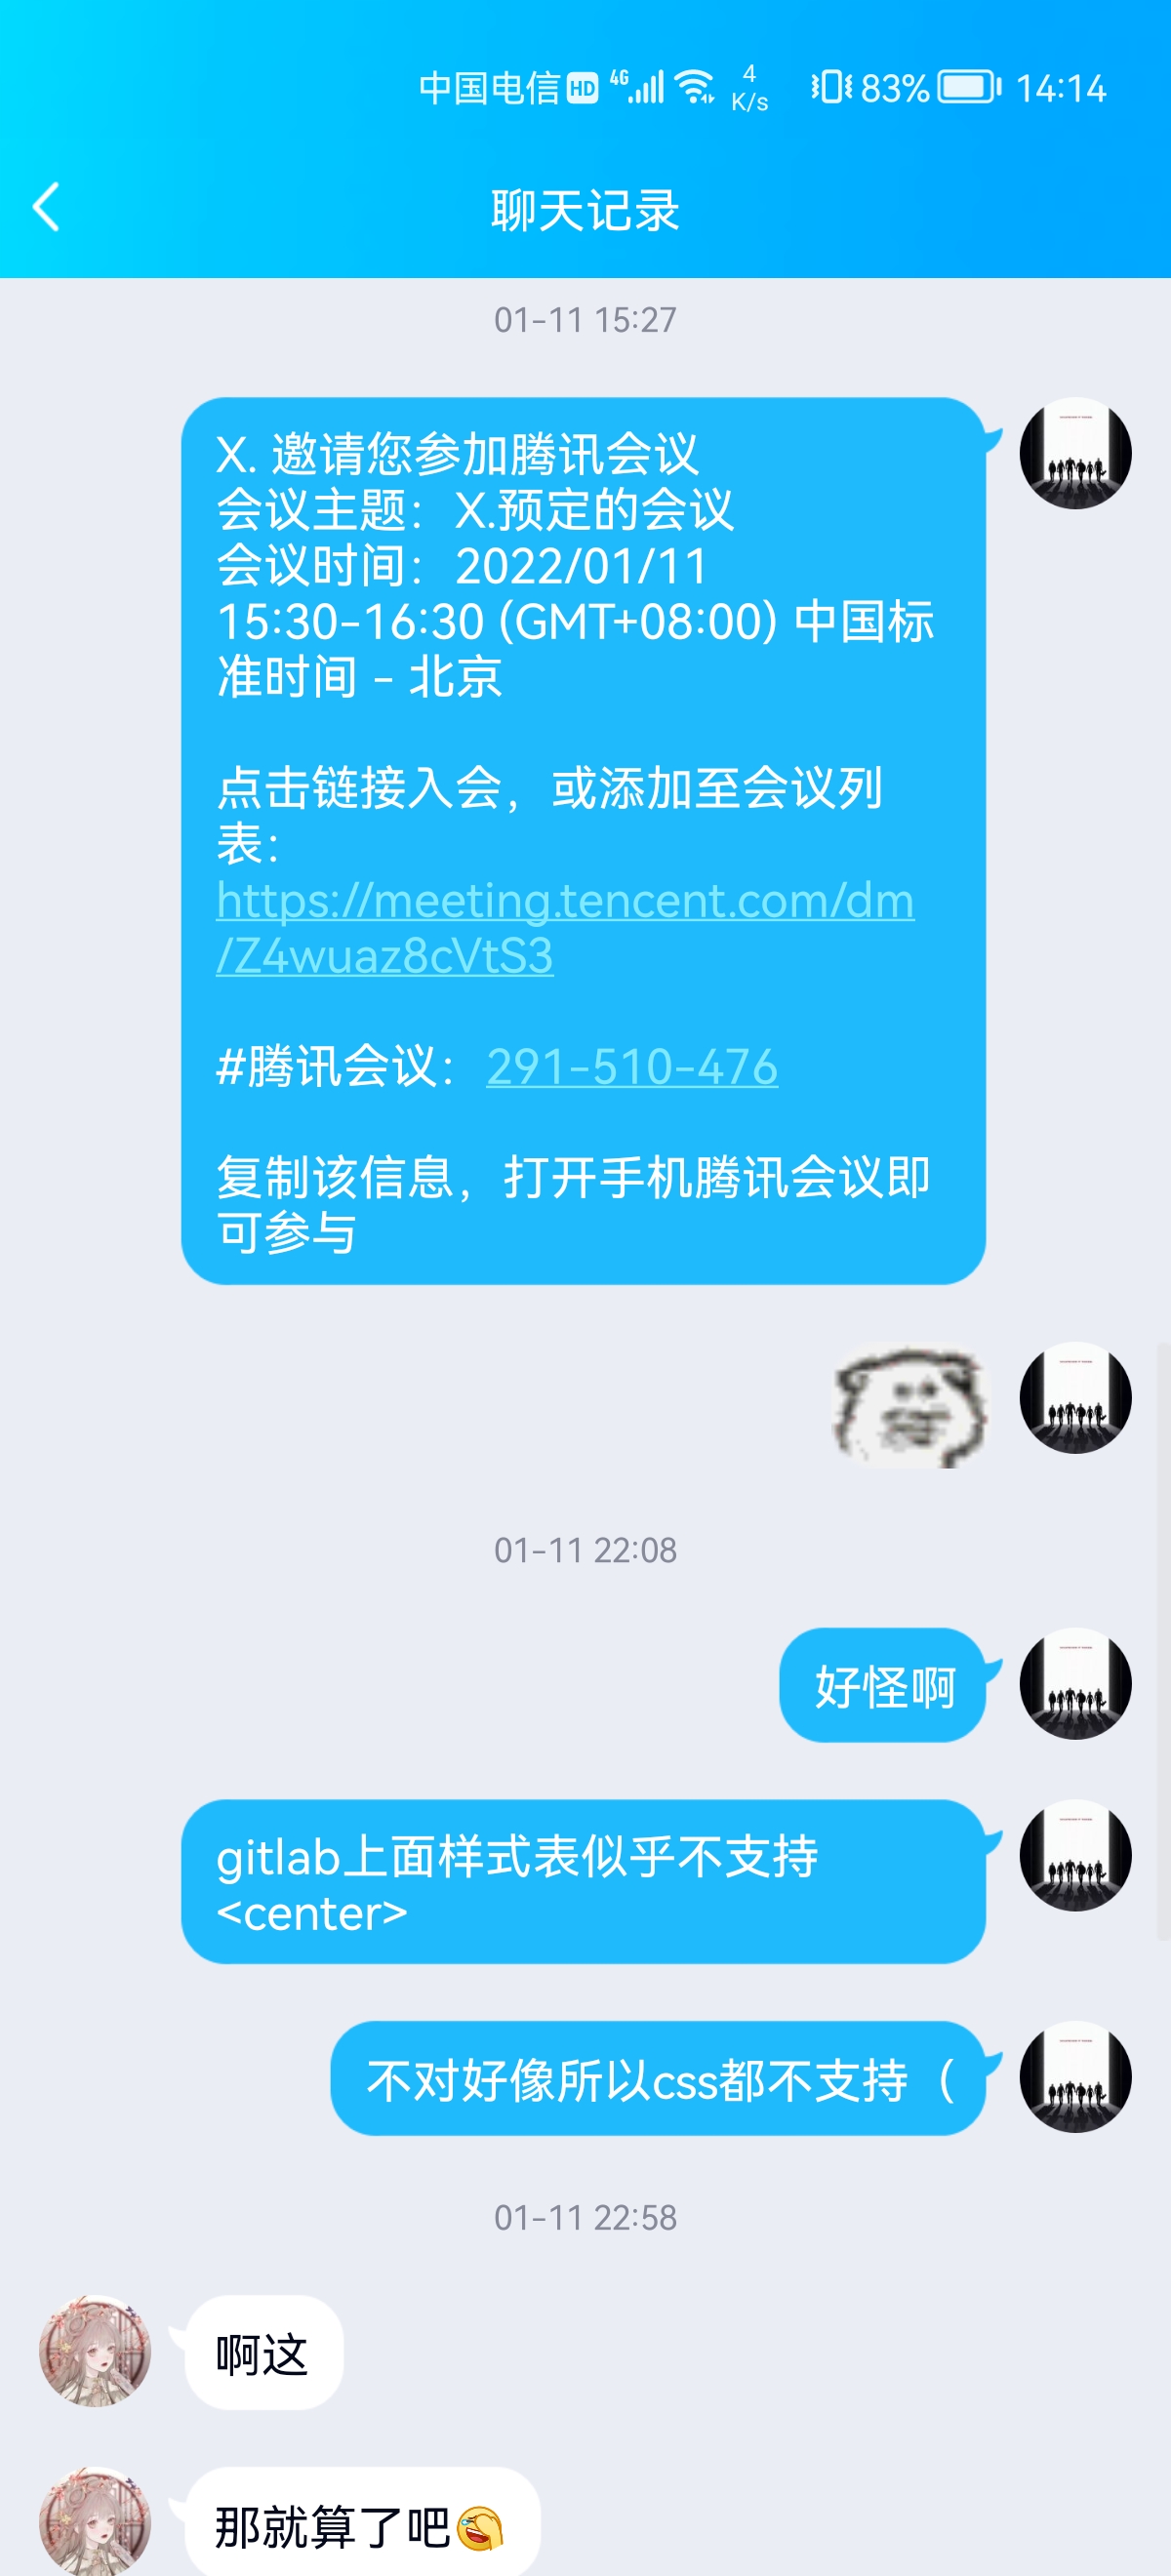 中国电信 HD 4G 4 K/s 83% 14:14
聊天记录
01-11 15:27
X. 邀请您参加腾讯会议
会议主题：X.预定的会议
会议时间：2022/01/11
15:30-16:30 (GMT+08:00) 中国标
准时间 - 北京
点击链接入会，或添加至会议列
表：
https://meeting.tencent.com/dm
/Z4wuaz8cVtS3
#腾讯会议：291-510-476
复制该信息，打开手机腾讯会议即
可参与
01-11 22:08
好怪啊
gitlab上面样式表似乎不支持
<center>
不对好像所以css都不支持（
01-11 22:58
啊这
那就算了吧